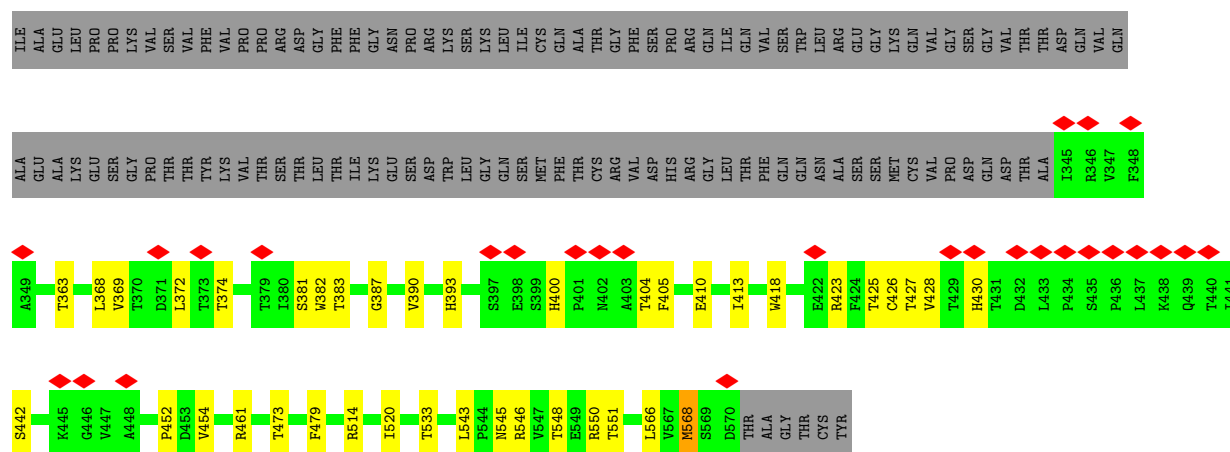 ILE ALA GLU LEU PRO PRO LYS VAL SER VAL PHE VAL PRO PRO ARG ASP GLY PHE PHE GLY ASN PRO ARG LYS SER LYS LEU ILE CYS GLN ALA THR GLY PHE SER PRO ARG GLN ILE GLN VAL SER TRP LEU ARG GLU GLY LYS GLN VAL GLY SER GLY VAL THR THR ASP GLN VAL GLN
ALA GLU ALA LYS GLU SER GLY PRO THR THR TYR LYS VAL THR SER THR LEU THR ILE LYS GLU SER ASP TRP LEU GLY GLN SER MET PHE THR CYS ARG VAL ASP HIS ARG GLY LEU THR PHE GLN GLN ASN ALA SER SER MET CYS VAL PRO ASP GLN ASP THR ALA I345 R346 V347 F348
A349 T363 L368 V369 T370 D371 L372 T373 T374 T379 I380 S381 W382 T383 G387 V390 H393 S397 E398 S399 H400 P401 N402 A403 T404 F405 E410 I413 W418 E422 R423 F424 T425 C426 T427 V428 T429 H430 T431 D432 L433 P434 S435 P436 L437 K438 Q439 T440 I441
S442 K445 G446 V447 A448 P452 D453 V454 R461 T473 F479 R514 I520 T533 L543 P544 N545 R546 V547 T548 E549 R550 T551 L566 V567 M568 S569 D570 THR ALA GLY THR CYS TYR